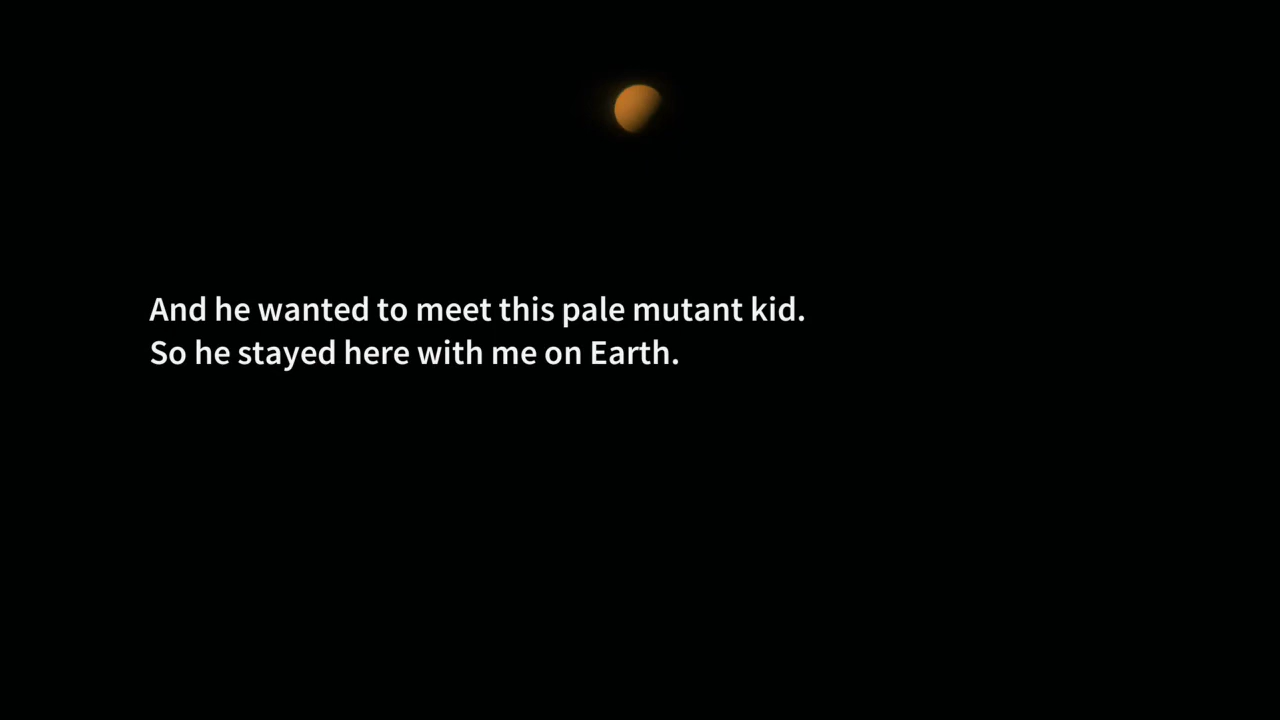 And he wanted to meet this pale mutant kid.
So he stayed here with me on Earth.